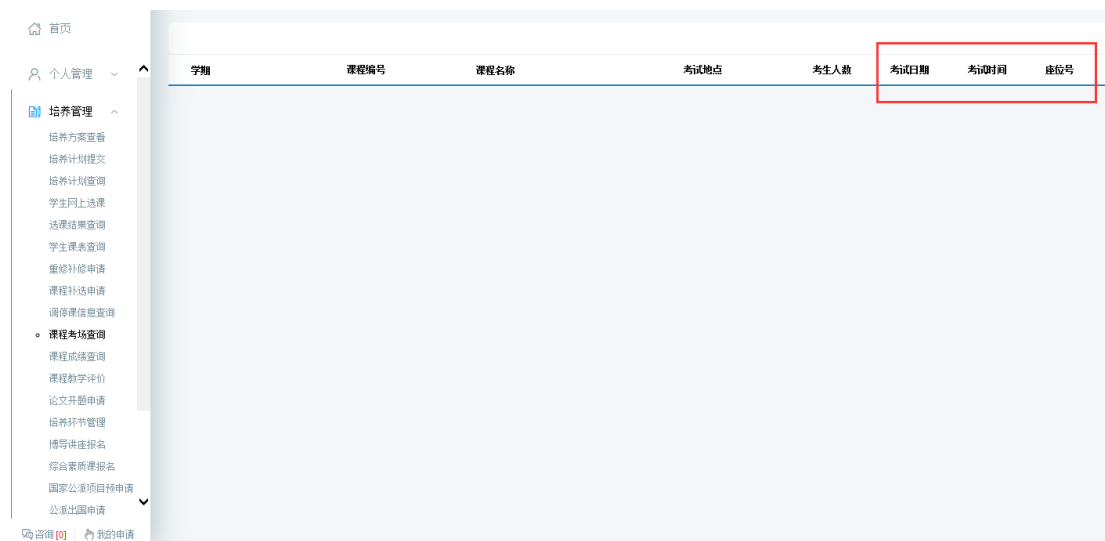 首页
个人管理
培养管理
培养方案查看
培养计划提交
培养计划查询
学生网上选课
选课结果查询
学生课表查询
重修补修申请
课程补选申请
调停课信息查询
课程考场查询
课程成绩查询
课程教学评价
论文开题申请
培养环节管理
博导讲座报名
综合素质课报名
国家公派项目预申请
公派出国申请
咨询[0] 我的申请
学期 课程编号 课程名称 考试地点 考生人数 考试日期 考试时间 座位号